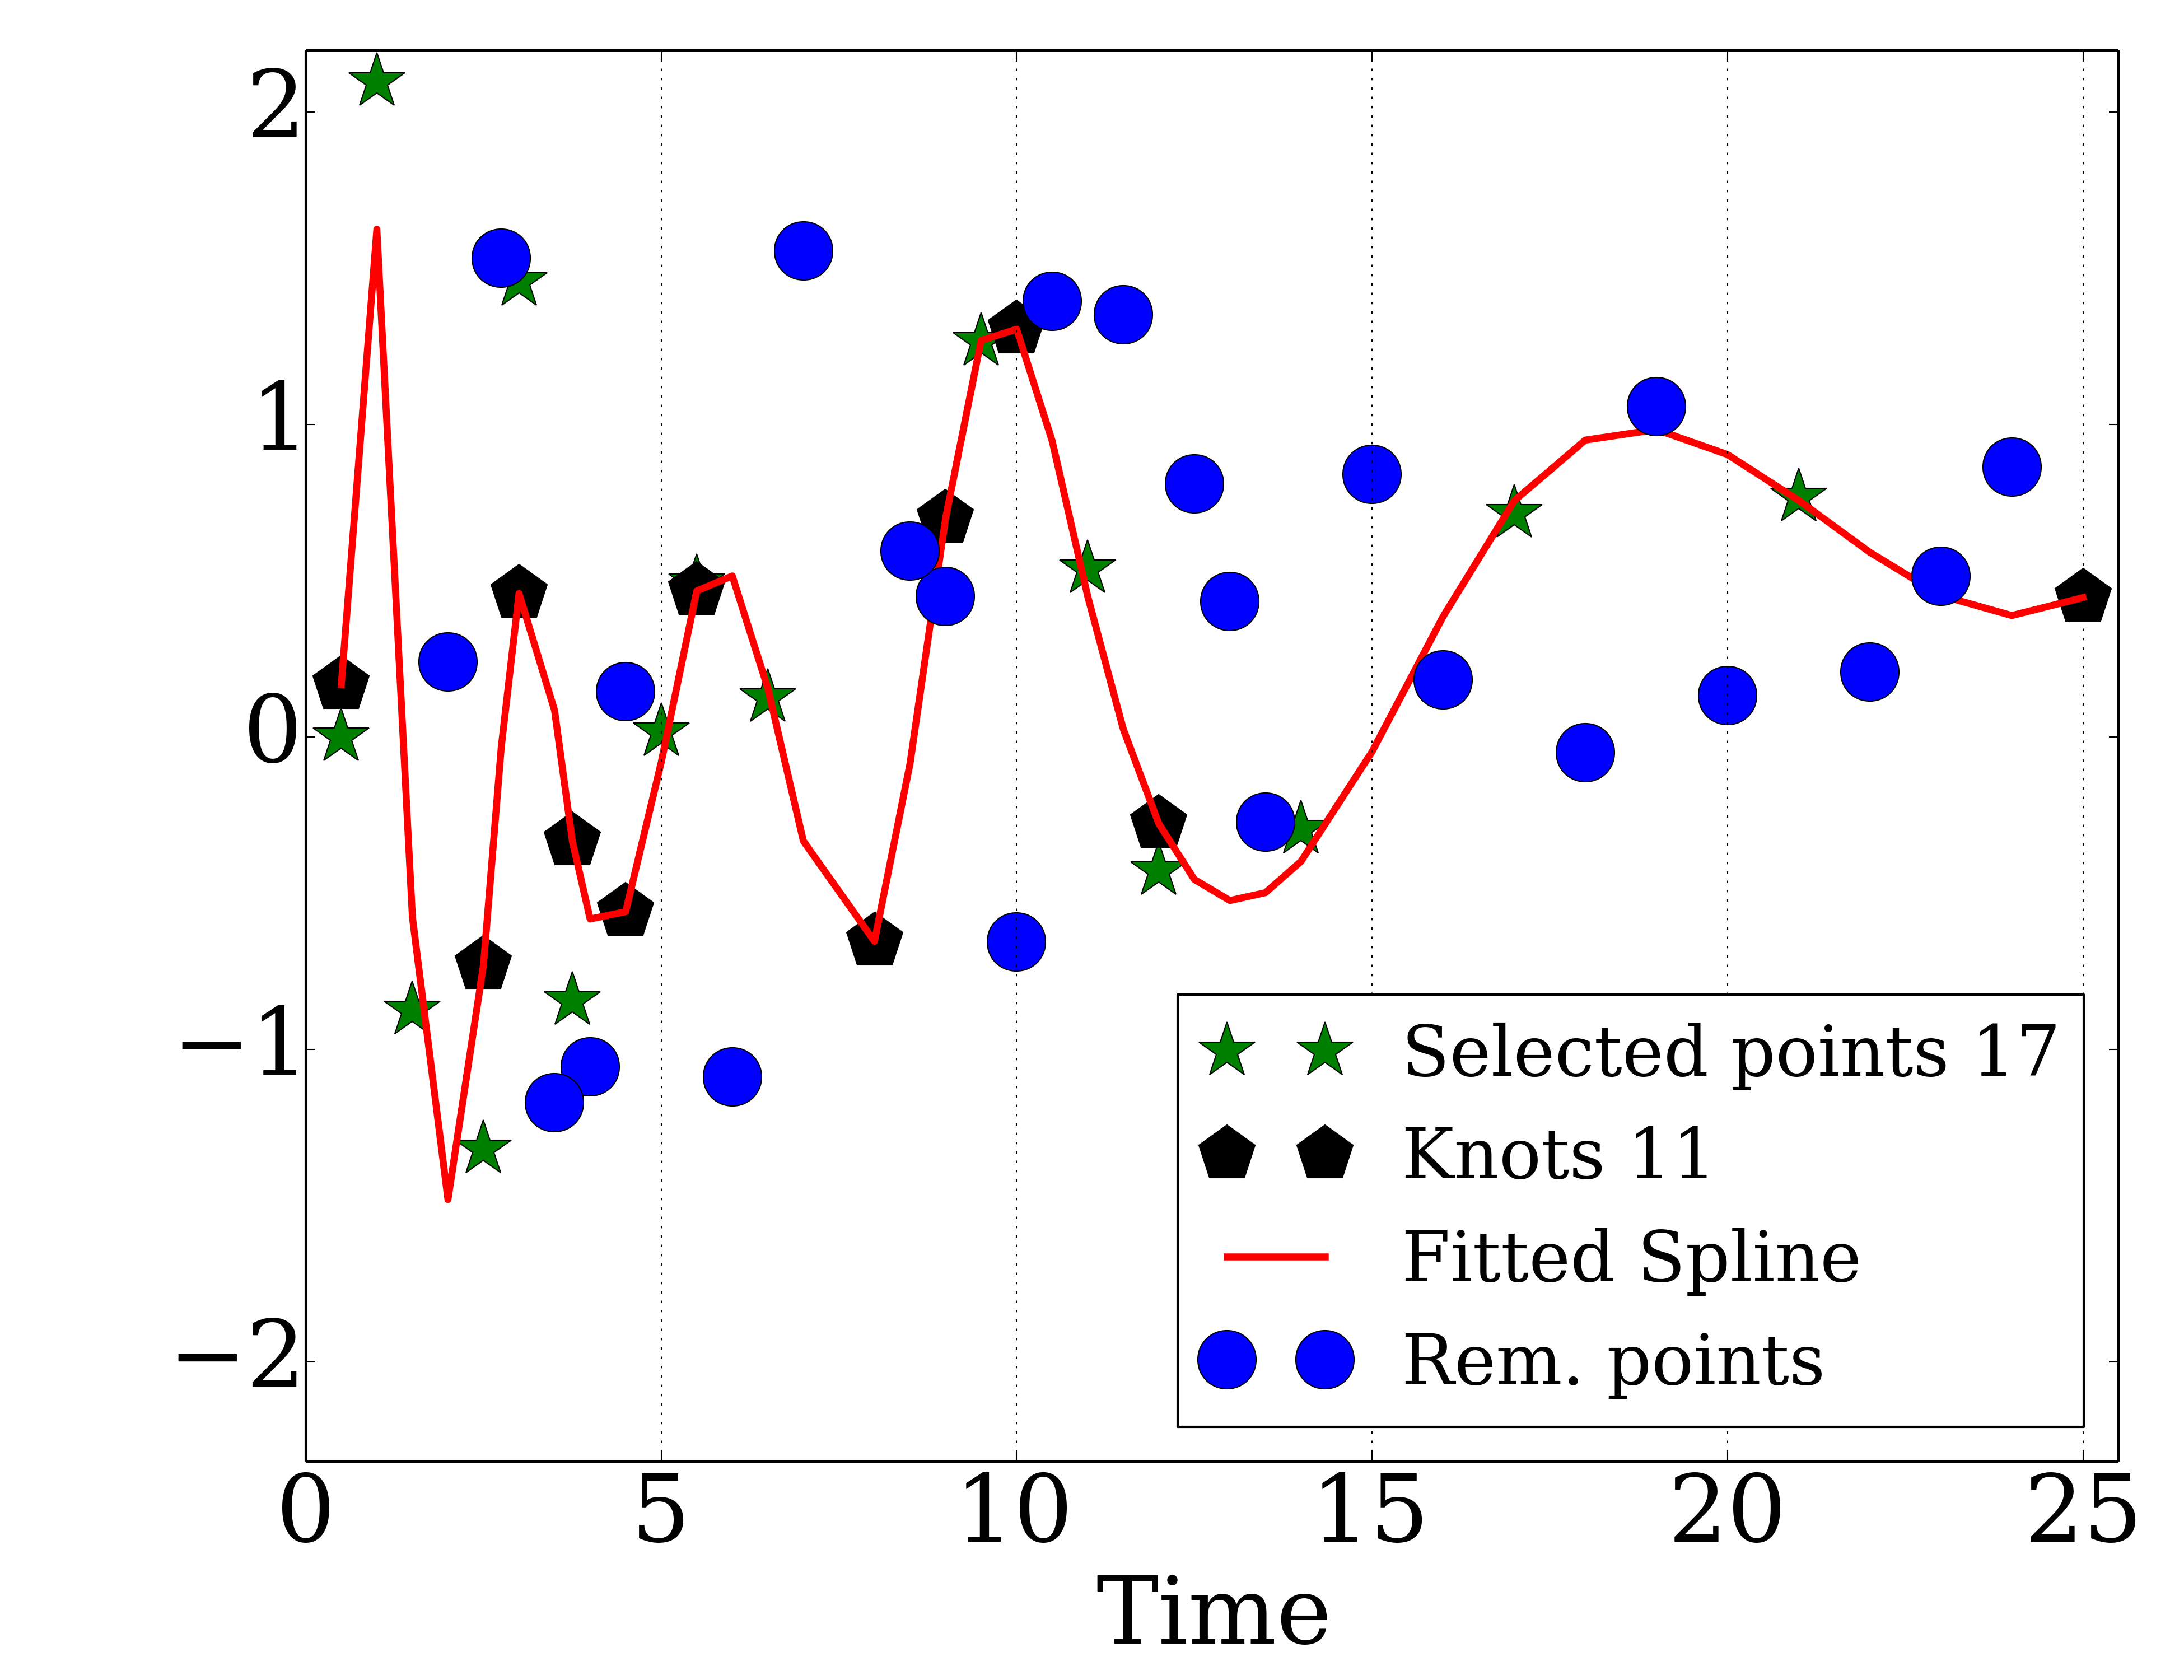 2
1
0
−1
−2
0 5 10 15 20 25
Time
Selected points 17
Knots 11
Fitted Spline
Rem. points